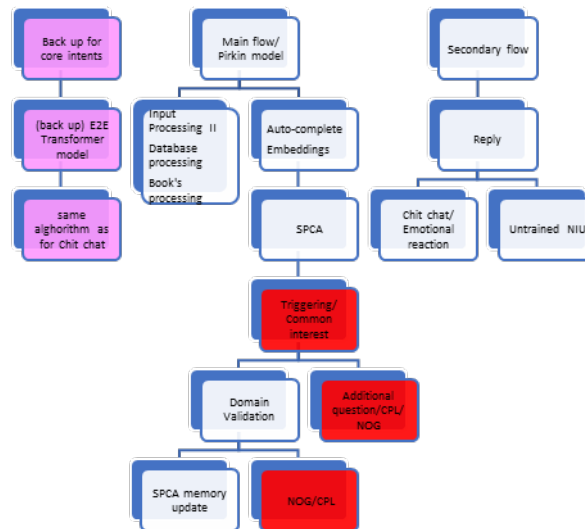 Back up for
core intents
(back up) E2E
Transformer
model
same
alghorithm as
for Chit chat
Main flow/
Pirkin model
Input
Processing II
Database
processing
Book's
processing
Auto-complete
Embeddings
SPCA
Triggering/
Common
interest
Domain
Validation
Additional
question/CPL/
NOG
SPCA memory
update
NOG/CPL
Secondary flow
Reply
Chit chat/
Emotional
reaction
Untrained NIU